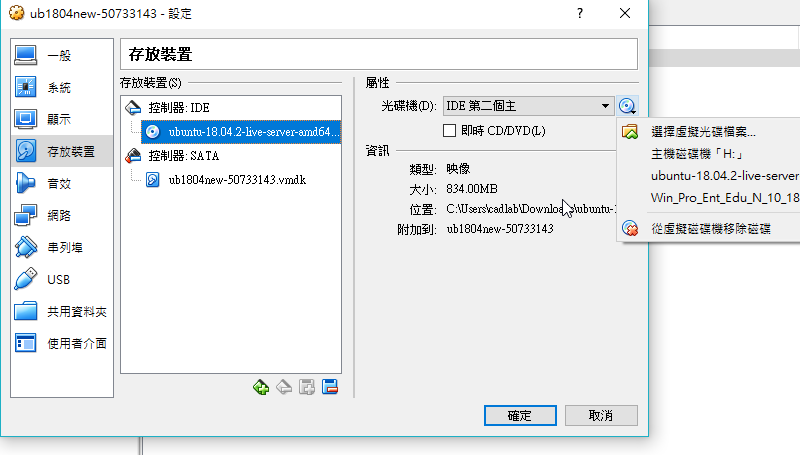 ub1804new-50733143 - 設定
一般
系統
顯示
存放裝置
音效
網路
串列埠
USB
共用資料夾
使用者介面
存放裝置
存放裝置(S)
控制器: IDE
ubuntu-18.04.2-live-server-amd64...
控制器: SATA
ub1804new-50733143.vmdk
屬性
光碟機(D): IDE 第二個主
即時 CD/DVD(L)
資訊
類型: 映像
大小: 834.00MB
位置: C:\Users\cadlab\Downloads\ubuntu-1
附加到: ub1804new-50733143
選擇虛擬光碟檔案...
主機磁碟機「H:」
ubuntu-18.04.2-live-server
Win_Pro_Ent_Edu_N_10_18
從虛擬磁碟機移除磁碟
確定
取消